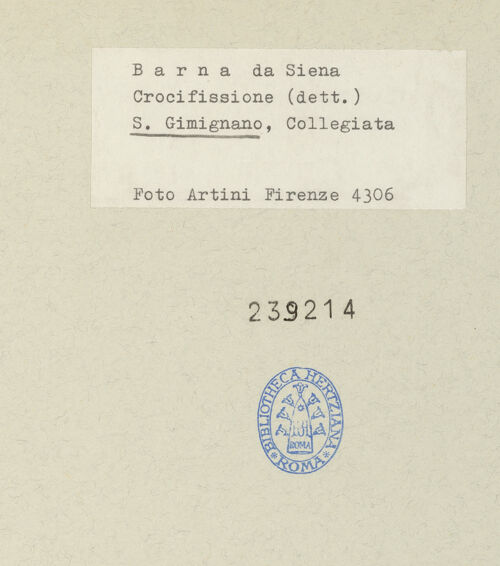 B a r n a da Siena
Crocifissione (dett.)
S. Gimignano, Collegiata
Foto Artini Firenze 4306
239214
BIBLIOTHECA HERTZIANA
ROMA
* ROMA *